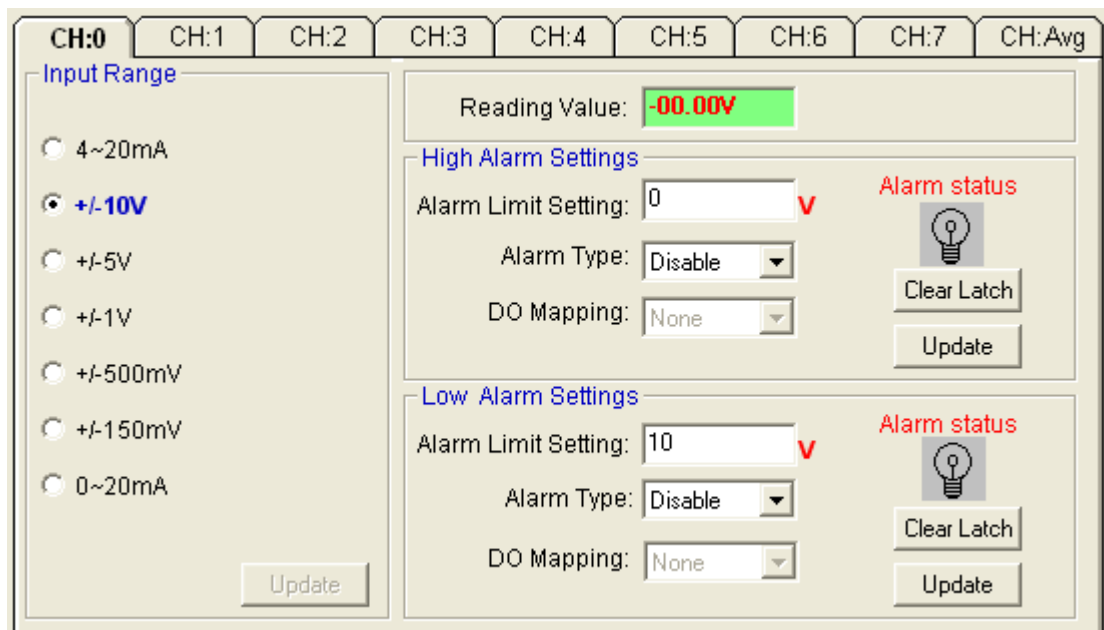 CH:0 CH:1 CH:2 CH:3 CH:4 CH:5 CH:6 CH:7 CH:Avg
Input Range
4~20mA
+/-10V
+/-5V
+/-1V
+/-500mV
+/-150mV
0~20mA
Update
Reading Value: -00.00V
High Alarm Settings
Alarm Limit Setting: 0 V
Alarm Type: Disable
DO Mapping: None
Alarm status
Clear Latch
Update
Low Alarm Settings
Alarm Limit Setting: 10 V
Alarm Type: Disable
DO Mapping: None
Alarm status
Clear Latch
Update